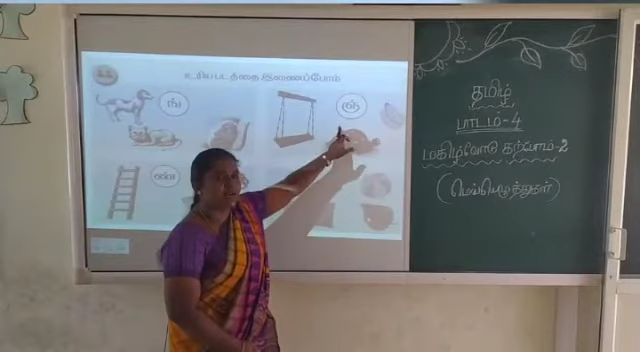 உரிய படத்தை இணைப்போம்
ங்
ஞ்
ண்
தமிழ்
பாடம்-4
மகிழ்வோடு கற்போம்-2
(மெய்யெழுத்துகள்)